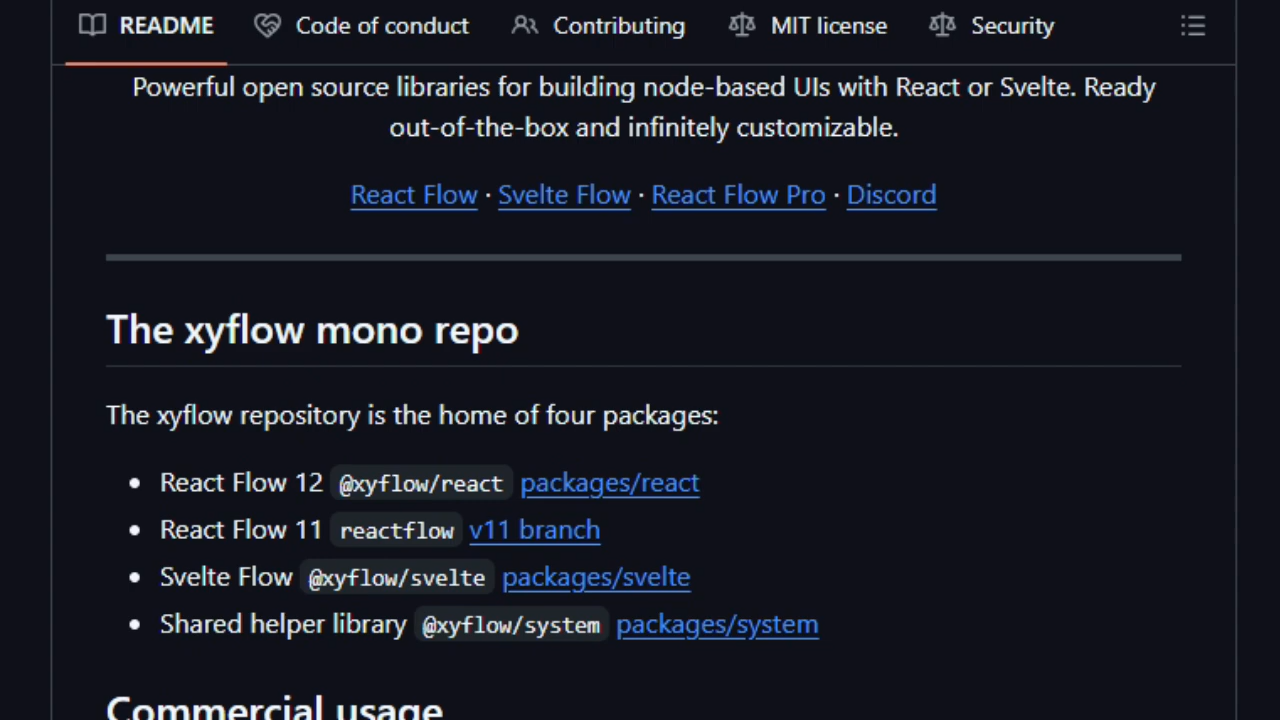 README Code of conduct Contributing MIT license Security
Powerful open source libraries for building node-based UIs with React or Svelte. Ready
out-of-the-box and infinitely customizable.
React Flow · Svelte Flow · React Flow Pro · Discord
The xyflow mono repo
The xyflow repository is the home of four packages:
• React Flow 12 @xyflow/react packages/react
• React Flow 11 reactflow v11 branch
• Svelte Flow @xyflow/svelte packages/svelte
• Shared helper library @xyflow/system packages/system
Commercial usage